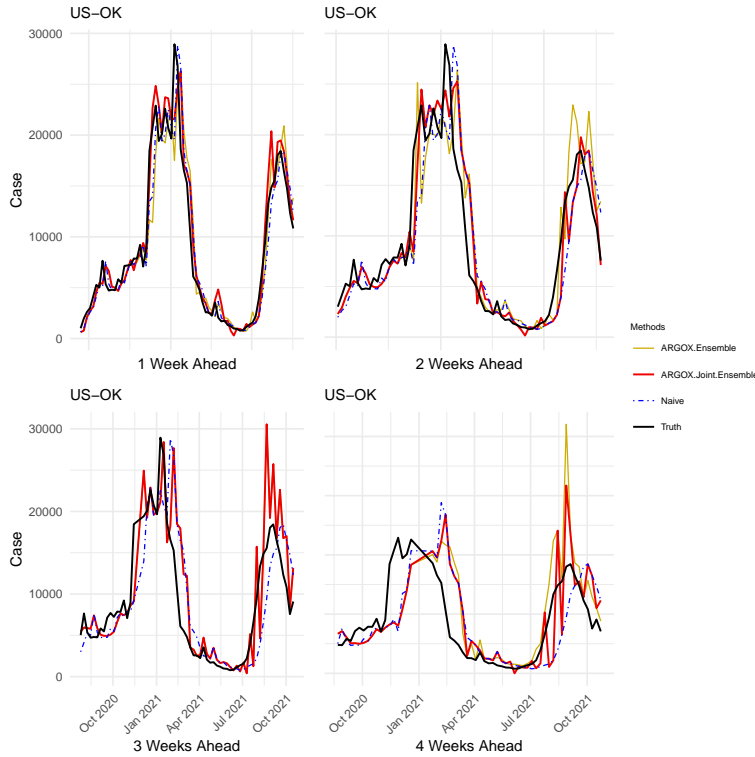 US−OK
US−OK
30000
20000
10000
0
Case
1 Week Ahead
2 Weeks Ahead
Methods
ARGOX.Ensemble
ARGOX.Joint.Ensemble
Naive
Truth
US−OK
US−OK
30000
20000
10000
0
Case
Oct 2020
Jan 2021
Apr 2021
Jul 2021
Oct 2021
Oct 2020
Jan 2021
Apr 2021
Jul 2021
Oct 2021
3 Weeks Ahead
4 Weeks Ahead